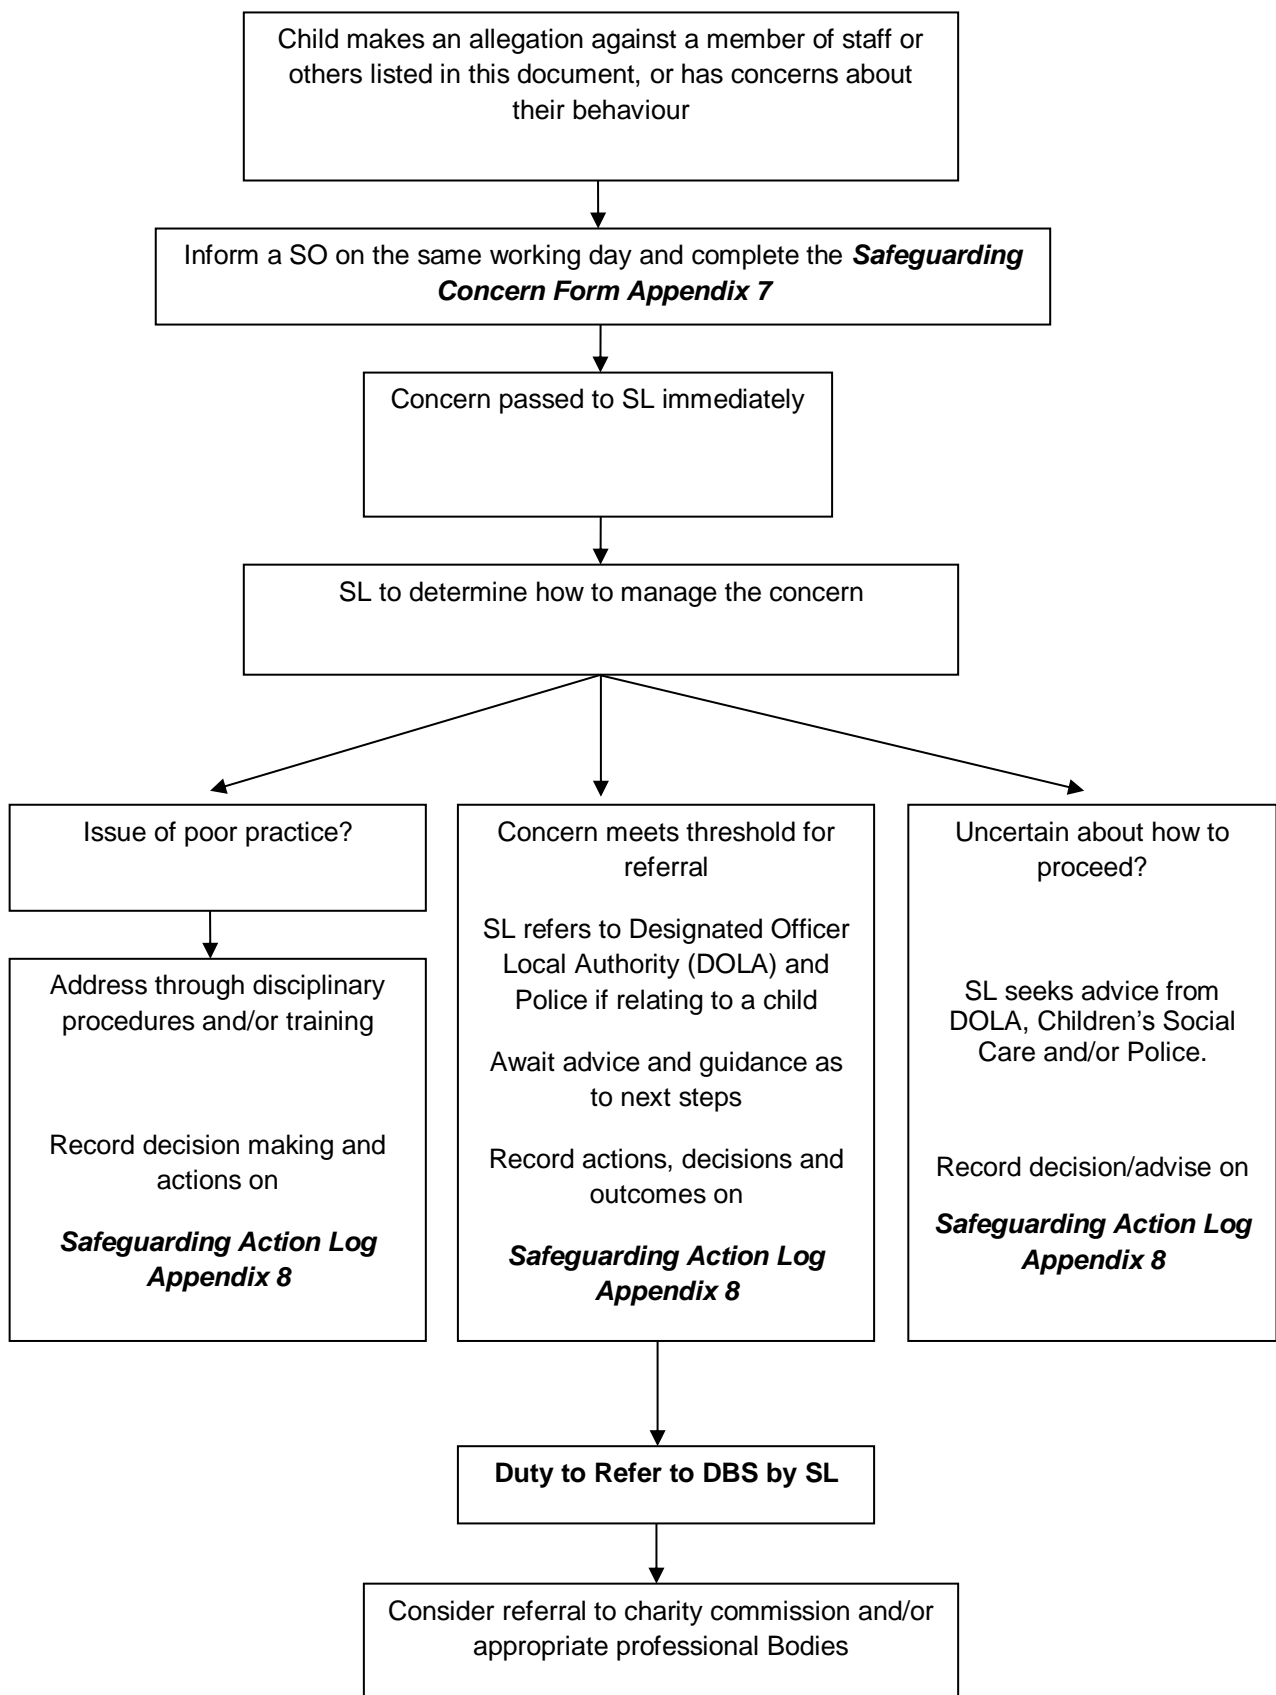 Child makes an allegation against a member of staff or
others listed in this document, or has concerns about
their behaviour
Inform a SO on the same working day and complete the Safeguarding
Concern Form Appendix 7
Concern passed to SL immediately
SL to determine how to manage the concern
Issue of poor practice?
Address through disciplinary
procedures and/or training
Record decision making and
actions on
Safeguarding Action Log
Appendix 8
Concern meets threshold for
referral
SL refers to Designated Officer
Local Authority (DOLA) and
Police if relating to a child
Await advice and guidance as
to next steps
Record actions, decisions and
outcomes on
Safeguarding Action Log
Appendix 8
Uncertain about how to
proceed?
SL seeks advice from
DOLA, Children's Social
Care and/or Police.
Record decision/advise on
Safeguarding Action Log
Appendix 8
Duty to Refer to DBS by SL
Consider referral to charity commission and/or
appropriate professional Bodies